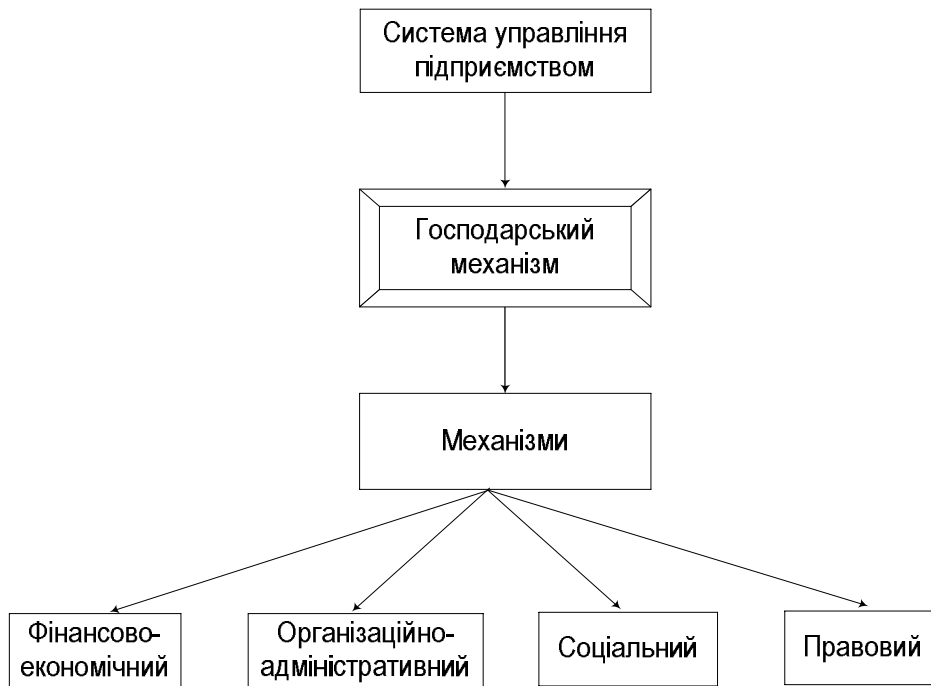 Система управління
підприємством
Господарський
механізм
Механізми
Фінансово-
економічний
Організаційно-
адміністративний
Соціальний
Правовий